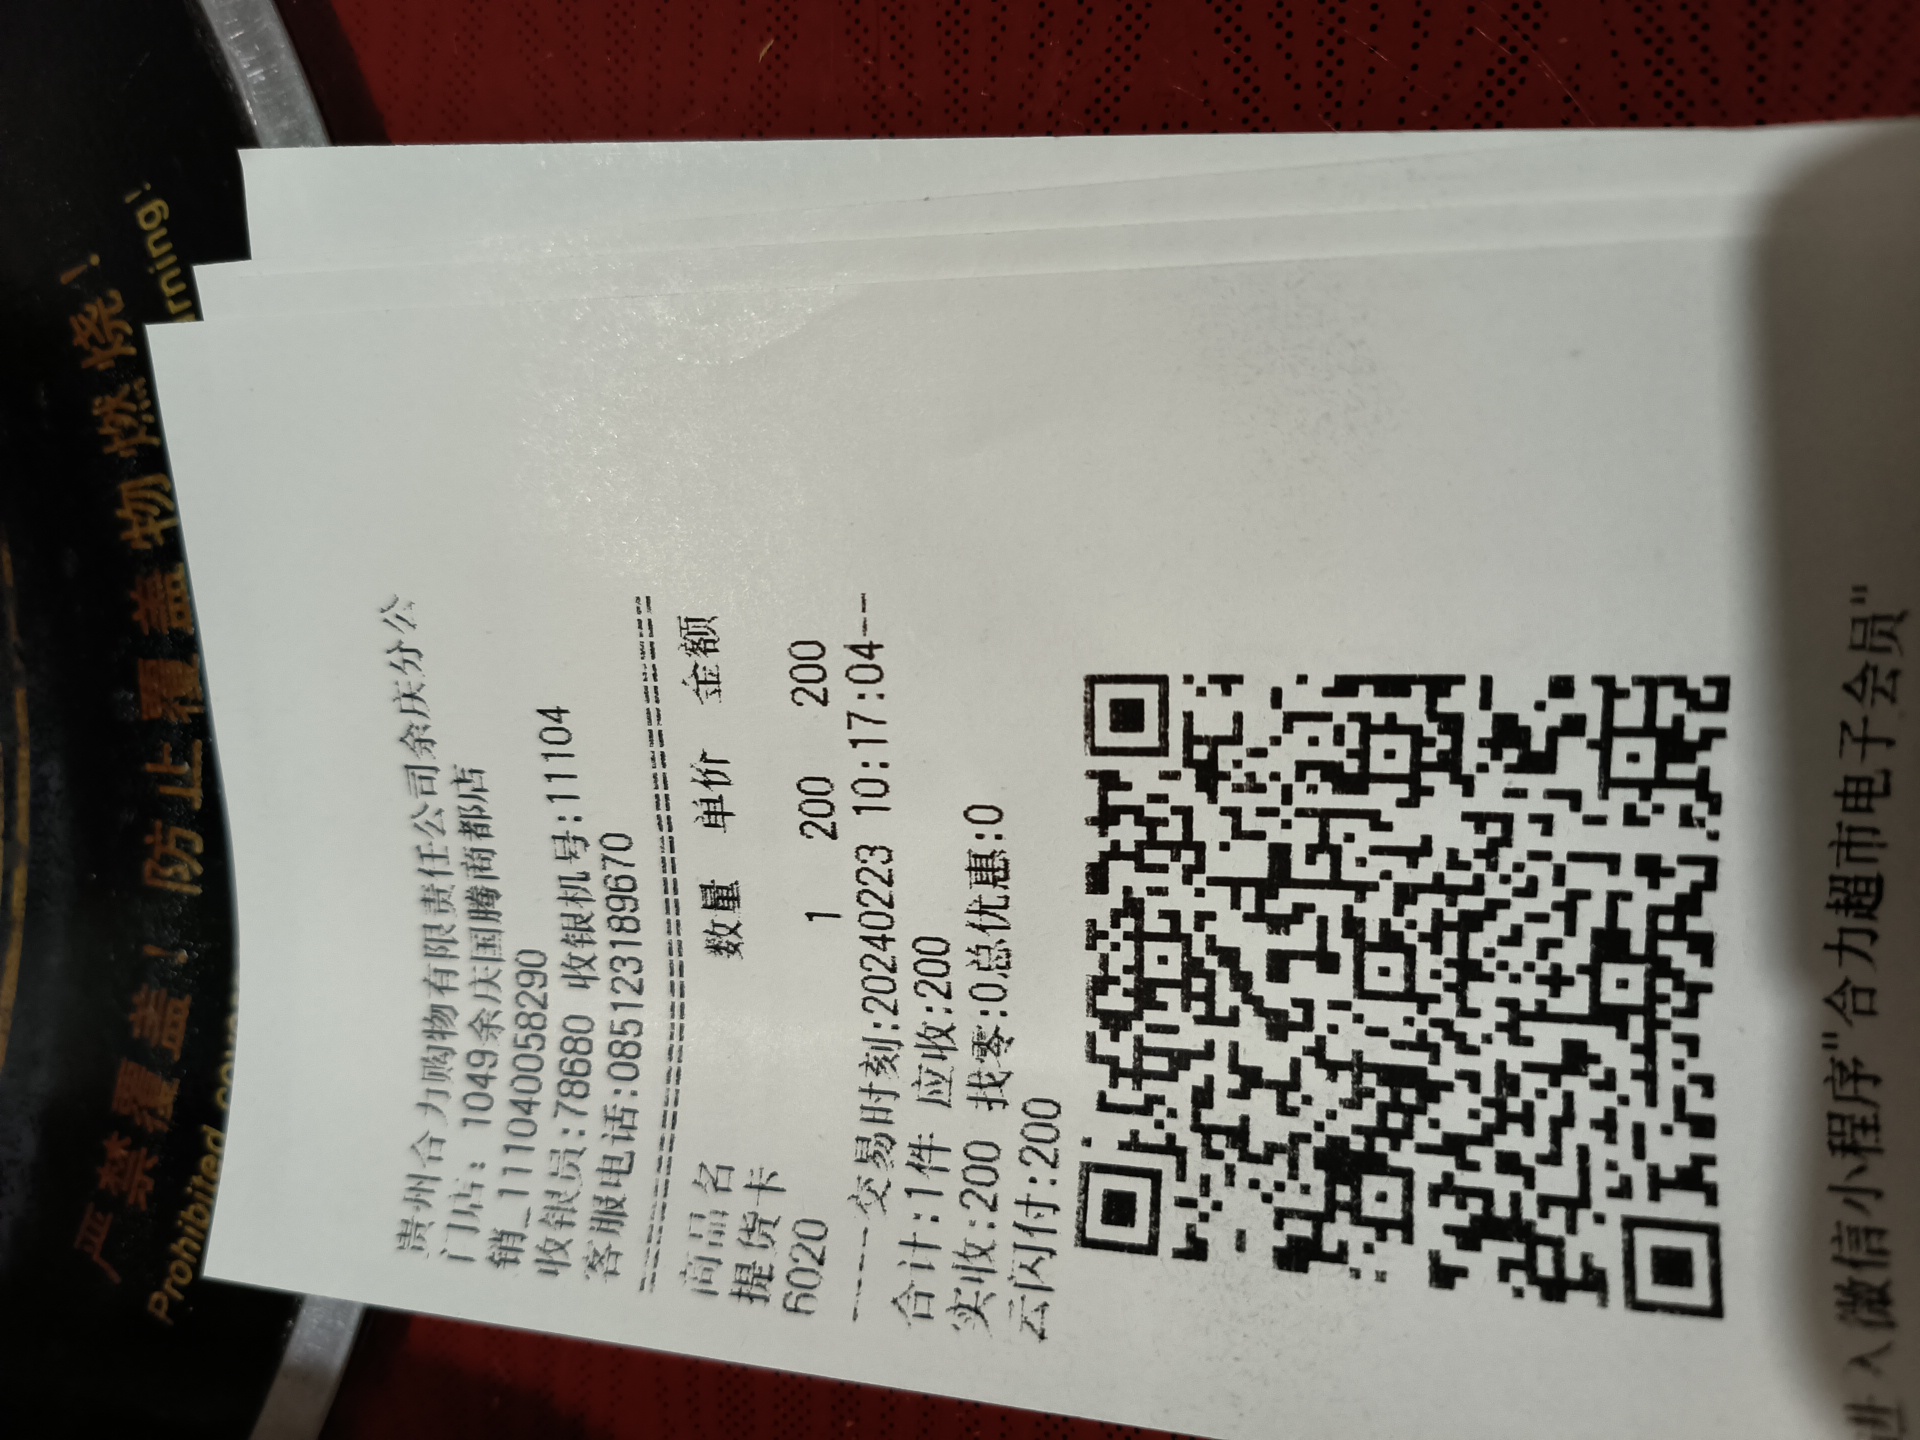 贵州合力购物有限责任公司余庆分公
门店: 1049余庆国腾商都店
销_1110400058290
收银员:78680 收银机号:11104
客服电话:085123189670
商品名 数量 单价 金额
提货卡
6020 1 200 200
----交易时刻:20240223 10:17:04--
合计:1件 应收:200
实收:200 找零:0总优惠:0
云闪付:200
进入微信小程序"合力超市电子会员"
严禁覆盖!防止覆盖物燃烧!
Prohibited